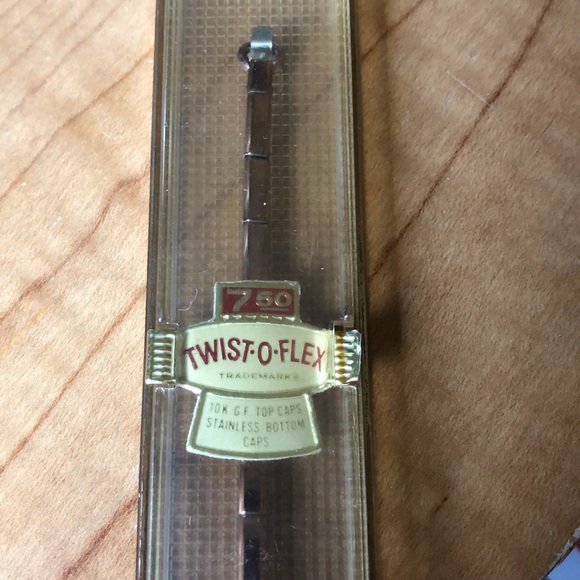 7 50
TWIST-O-FLEX
TRADEMARK
10K G.F. TOP CAPS
STAINLESS BOTTOM
CAPS